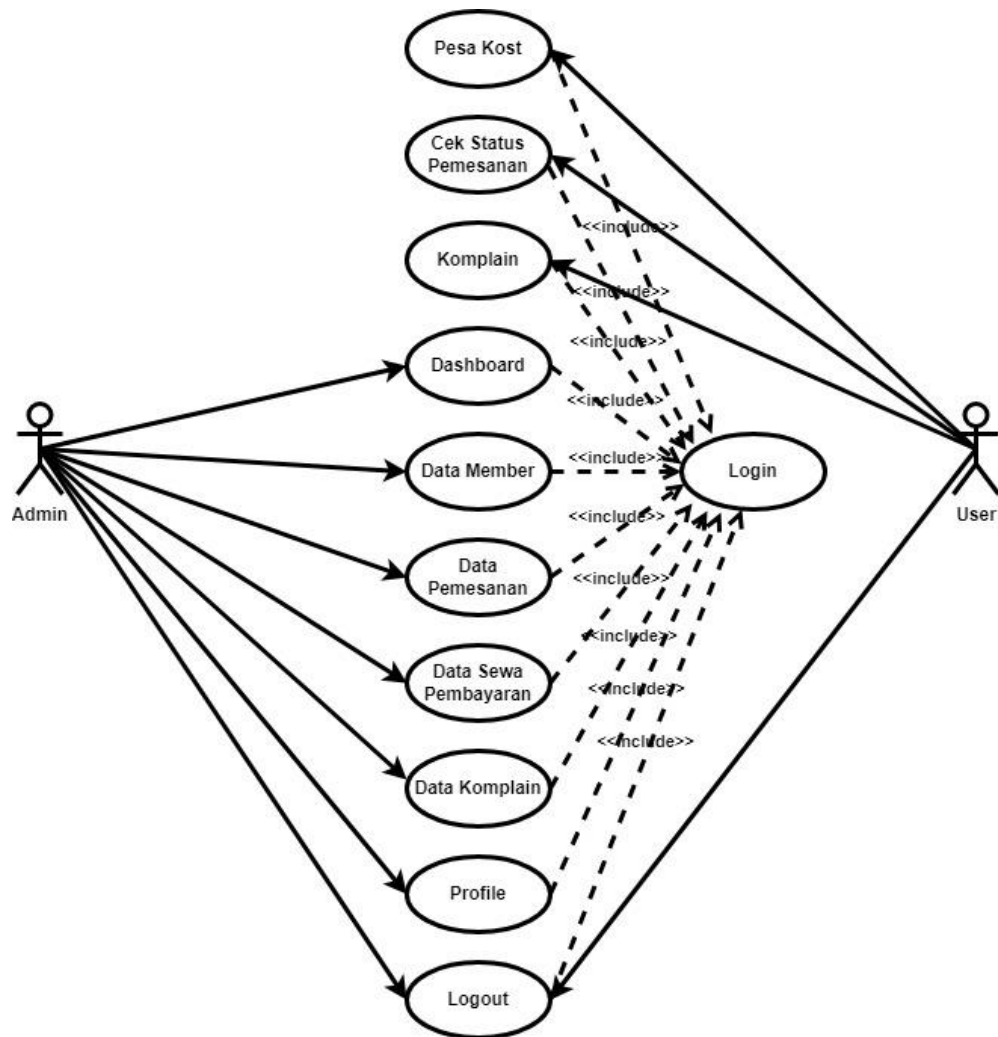 Pesa Kost
Cek Status
Pemesanan
<<include>>
Komplain
<<include>>
<<include>>
Dashboard
<<include>>
Admin
Data Member
<<include>>
Login
User
<<include>>
Data
Pemesanan
<<include>>
<<include>>
Data Sewa
Pembayaran
<<include>>
<<include>>
Data Komplain
Profile
Logout